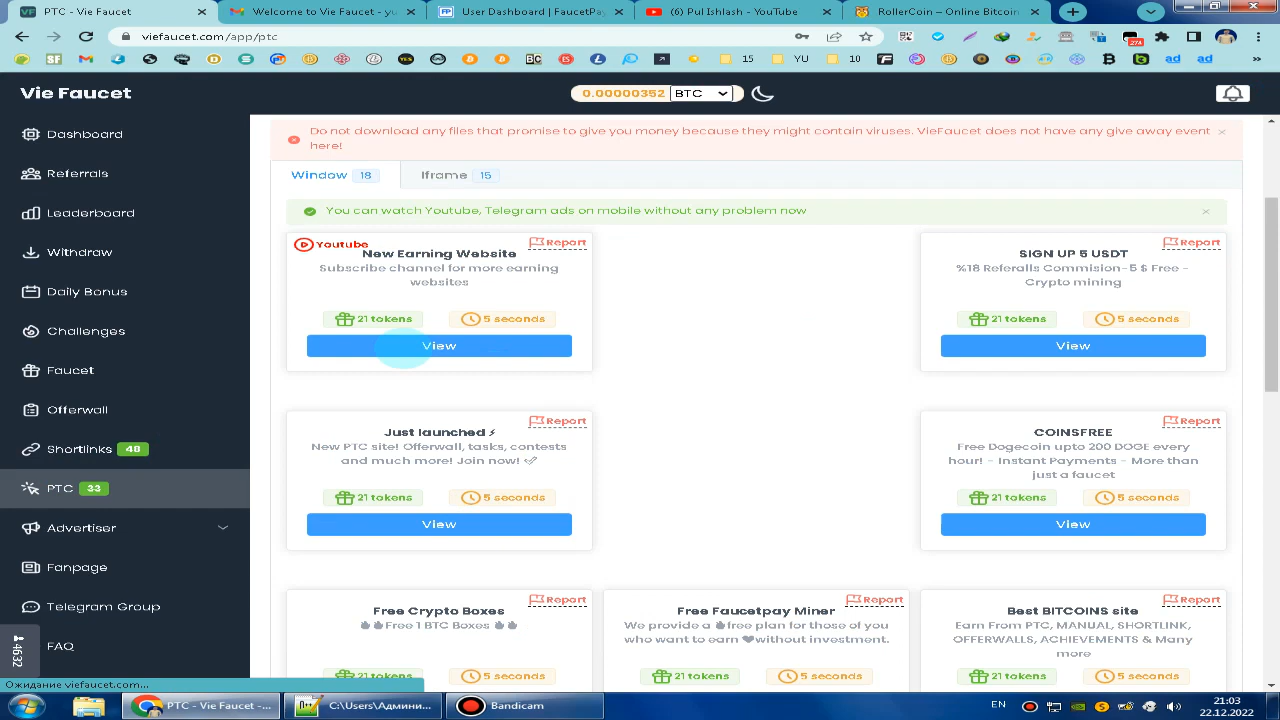 PTC - Vie Faucet
Welcome to Vie Faucet - yu
User Dashboard | FaucetPay
(6) Pul Ishlash - YouTube
RollerCoin - Online Bitcoin
viefaucet.com/app/ptc
274
15
YU
10
ad
ad
Vie Faucet
0.00000352 BTC
Dashboard
Referrals
Leaderboard
Withdraw
Daily Bonus
Challenges
Faucet
Offerwall
Shortlinks 48
PTC 33
Advertiser
Fanpage
Telegram Group
FAQ
Do not download any files that promise to give you money because they might contain viruses. VieFaucet does not have any give away event
here!
Window 18
Iframe 15
You can watch Youtube, Telegram ads on mobile without any problem now
Youtube
Report
New Earning Website
Subscribe channel for more earning
websites
21 tokens
5 seconds
View
Report
SIGN UP 5 USDT
%18 Referalls Commision-5 $ Free -
Crypto mining
21 tokens
5 seconds
View
Report
Just launched ⚡
New PTC site! Offerwall, tasks, contests
and much more! Join now! ✅
21 tokens
5 seconds
View
Report
COINSFREE
Free Dogecoin upto 200 DOGE every
hour! - Instant Payments - More than
just a faucet
21 tokens
5 seconds
View
Report
Free Crypto Boxes
🔥🔥Free 1 BTC Boxes 🔥🔥
21 tokens
5 seconds
Report
Free Faucetpay Miner
We provide a 🔥free plan for those of you
who want to earn ❤without investment.
21 tokens
5 seconds
Report
Best BITCOINS site
Earn From PTC, MANUAL, SHORTLINK,
OFFERWALLS, ACHIEVEMENTS & Many
more
21 tokens
5 seconds
Ожидание viefaucet.com...
PTC - Vie Faucet -...
C:\Users\Админи...
Bandicam
EN
21:03
22.12.2022